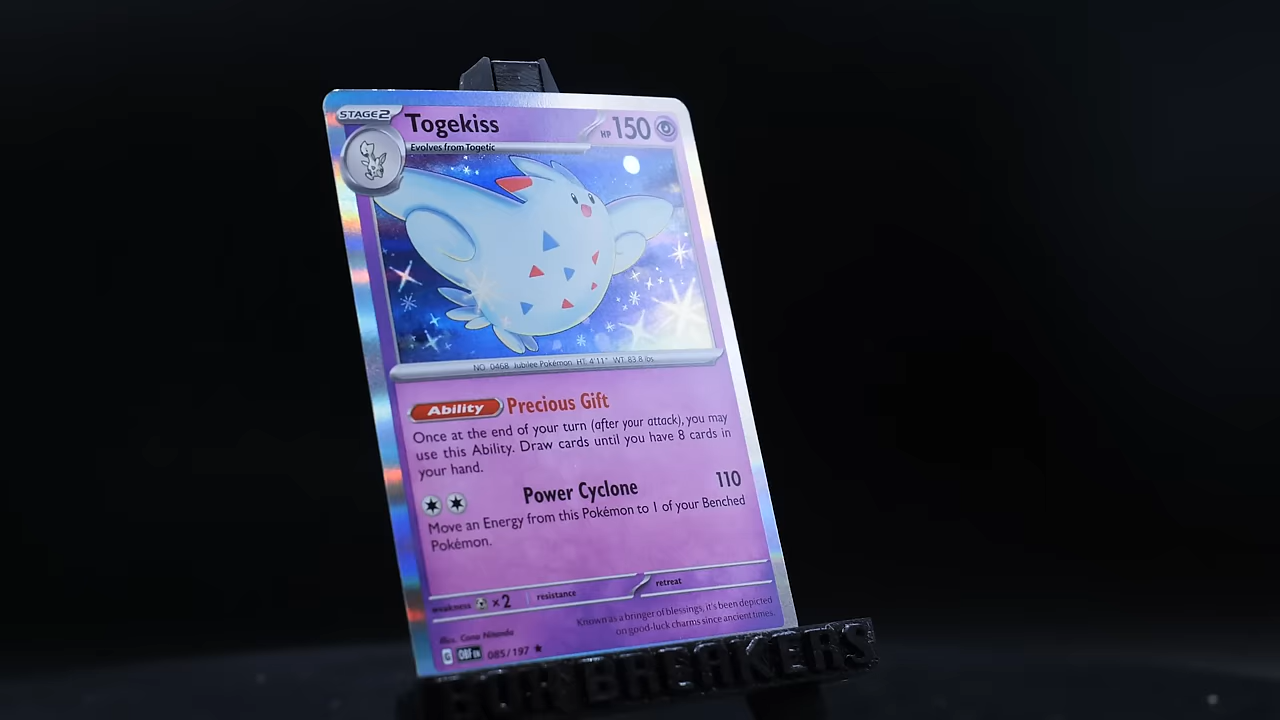 STAGE2
Togekiss
HP 150
Evolves from Togetic
NO. 0468 Jubilee Pokémon HT: 4'11" WT: 83.8 lbs
Ability Precious Gift
Once at the end of your turn (after your attack), you may
use this Ability. Draw cards until you have 8 cards in
your hand.
Power Cyclone 110
Move an Energy from this Pokémon to 1 of your Benched
Pokémon.
weakness ×2 resistance retreat
Known as a bringer of blessings, it's been depicted
on good-luck charms since ancient times.
illus.
G OBF EN 085/197
BREAKERS